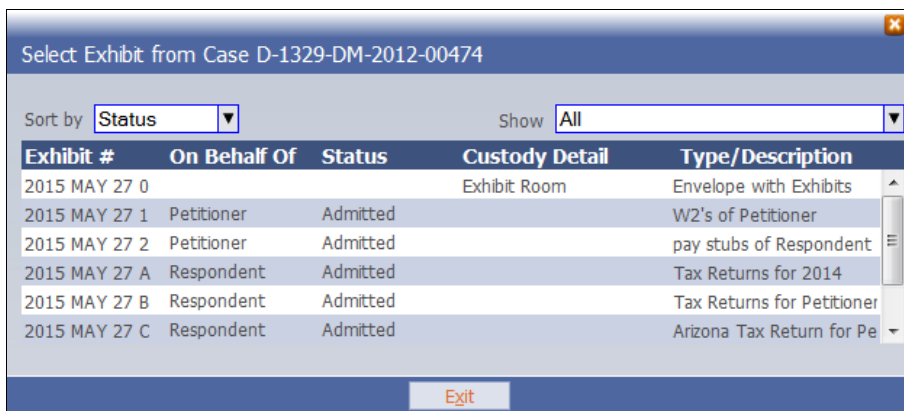 Select Exhibit from Case D-1329-DM-2012-00474
Sort by Status Show All
Exhibit # On Behalf Of Status Custody Detail Type/Description
2015 MAY 27 0 Exhibit Room Envelope with Exhibits
2015 MAY 27 1 Petitioner Admitted W2's of Petitioner
2015 MAY 27 2 Petitioner Admitted pay stubs of Respondent
2015 MAY 27 A Respondent Admitted Tax Returns for 2014
2015 MAY 27 B Respondent Admitted Tax Returns for Petitioner
2015 MAY 27 C Respondent Admitted Arizona Tax Return for Pe
Exit